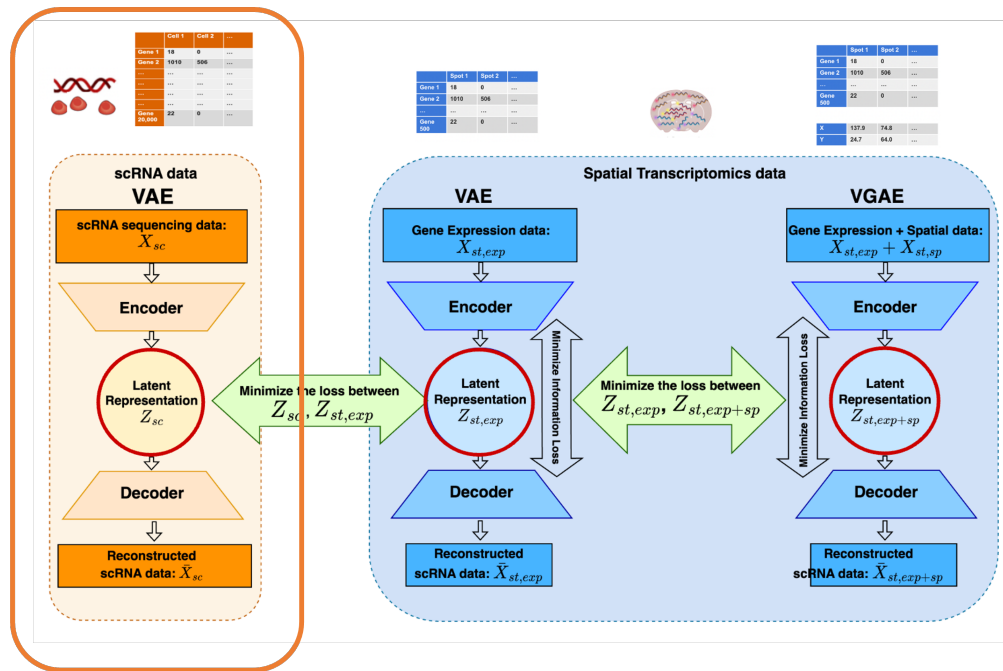 Cell 1 Cell 2 ...
Gene 1 18 0 ...
Gene 2 1010 506 ...
... ... ... ...
... ... ... ...
... ... ... ...
... ... ... ...
Gene 20,000 22 0 ...
scRNA data
VAE
scRNA sequencing data:
X_sc
Encoder
Latent
Representation
Z_sc
Decoder
Reconstructed
scRNA data: X̄_sc
Minimize the loss between
Z_sc, Z_st,exp
Spot 1 Spot 2 ...
Gene 1 18 0 ...
Gene 2 1010 506 ...
... ... ... ...
Gene 500 22 0 ...
Spot 1 Spot 2 ...
Gene 1 18 0 ...
Gene 2 1010 506 ...
... ... ... ...
Gene 500 22 0 ...
X 137.9 74.8 ...
Y 24.7 64.0 ...
Spatial Transcriptomics data
VAE
Gene Expression data:
X_st,exp
Encoder
Latent
Representation
Z_st,exp
Decoder
Reconstructed
scRNA data: X̄_st,exp
Minimize Information Loss
Minimize the loss between
Z_st,exp, Z_st,exp+sp
Minimize Information Loss
VGAE
Gene Expression + Spatial data:
X_st,exp + X_st,sp
Encoder
Latent
Representation
Z_st,exp+sp
Decoder
Reconstructed
scRNA data: X̄_st,exp+sp